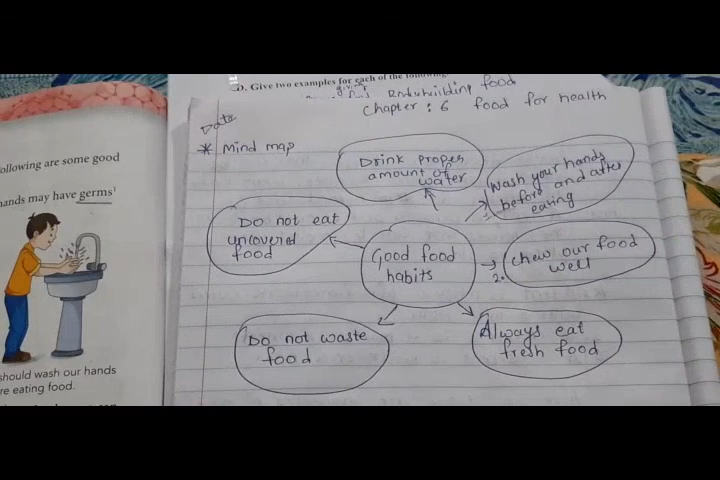 D. Give two examples for each of the following
food
Chapter : 6 food for health
Date
* Mind map
Drink proper
amount of
water
Wash your hands
before and after
eating
Do not eat
uncovered
food
Good food
habits
chew our food
well
2.
Do not waste
food
Always eat
fresh food
ollowing are some good
hands may have germs
should wash our hands
re eating food.